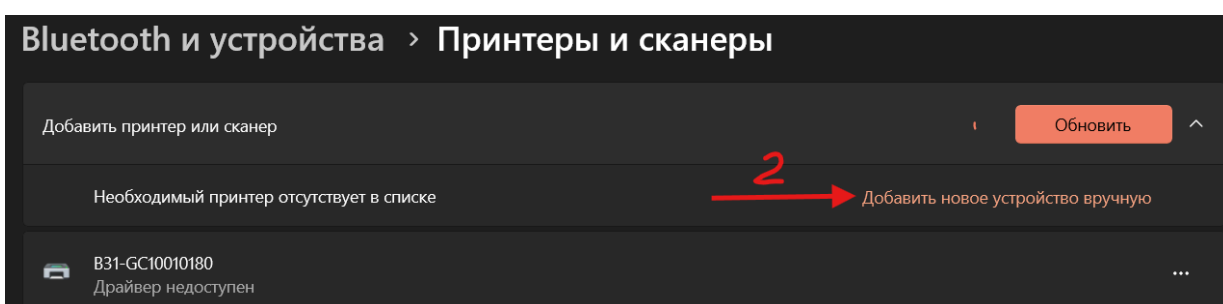 Bluetooth и устройства > Принтеры и сканеры
Добавить принтер или сканер
Обновить
2
Необходимый принтер отсутствует в списке
Добавить новое устройство вручную
B31-GC10010180
Драйвер недоступен